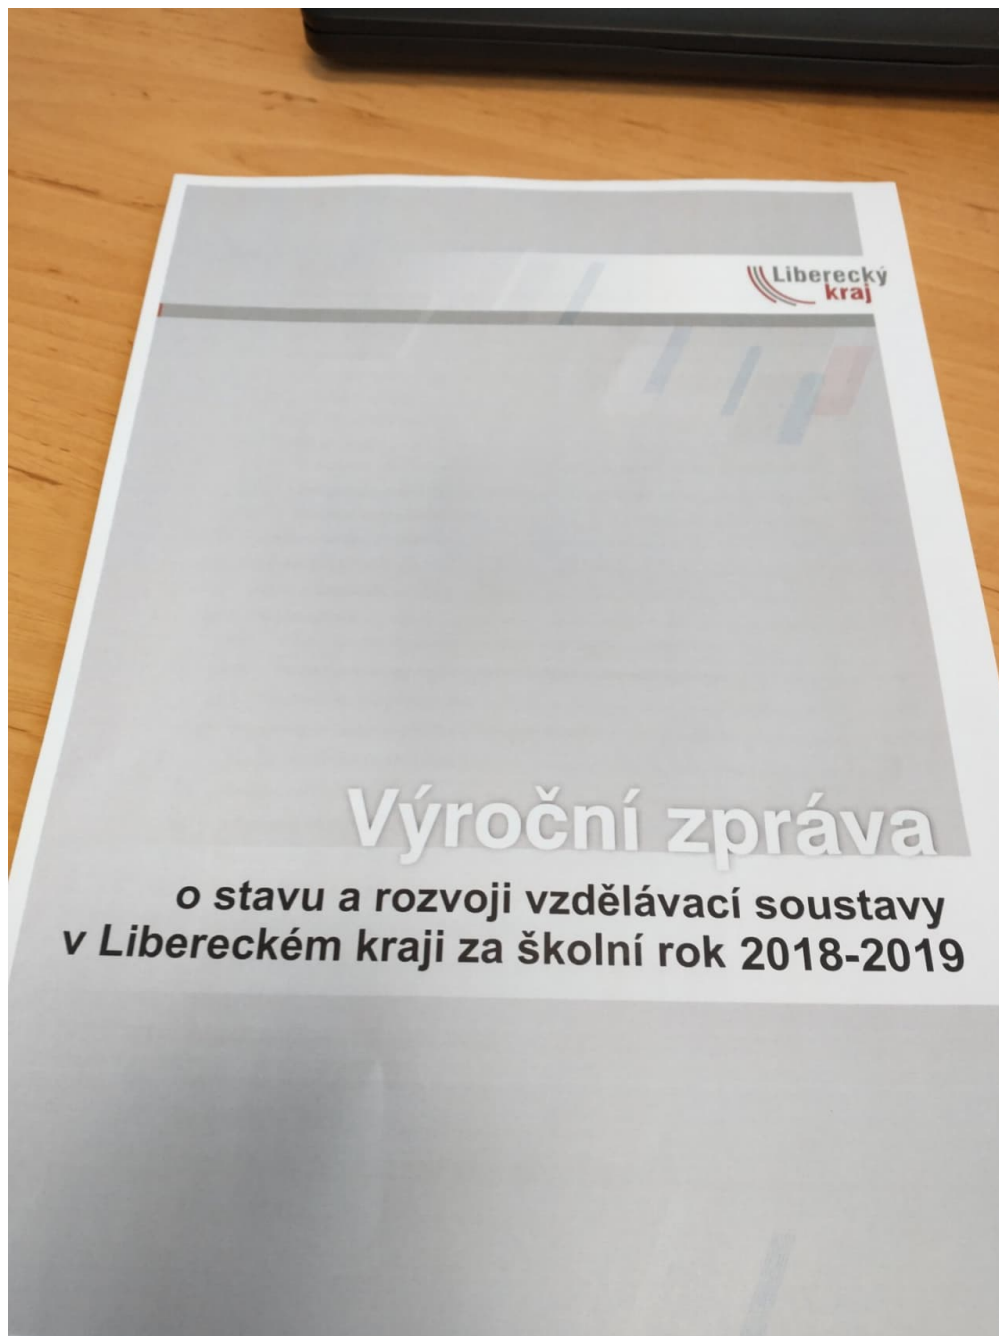 Liberecký
kraj
Výroční zpráva
o stavu a rozvoji vzdělávací soustavy
v Libereckém kraji za školní rok 2018-2019